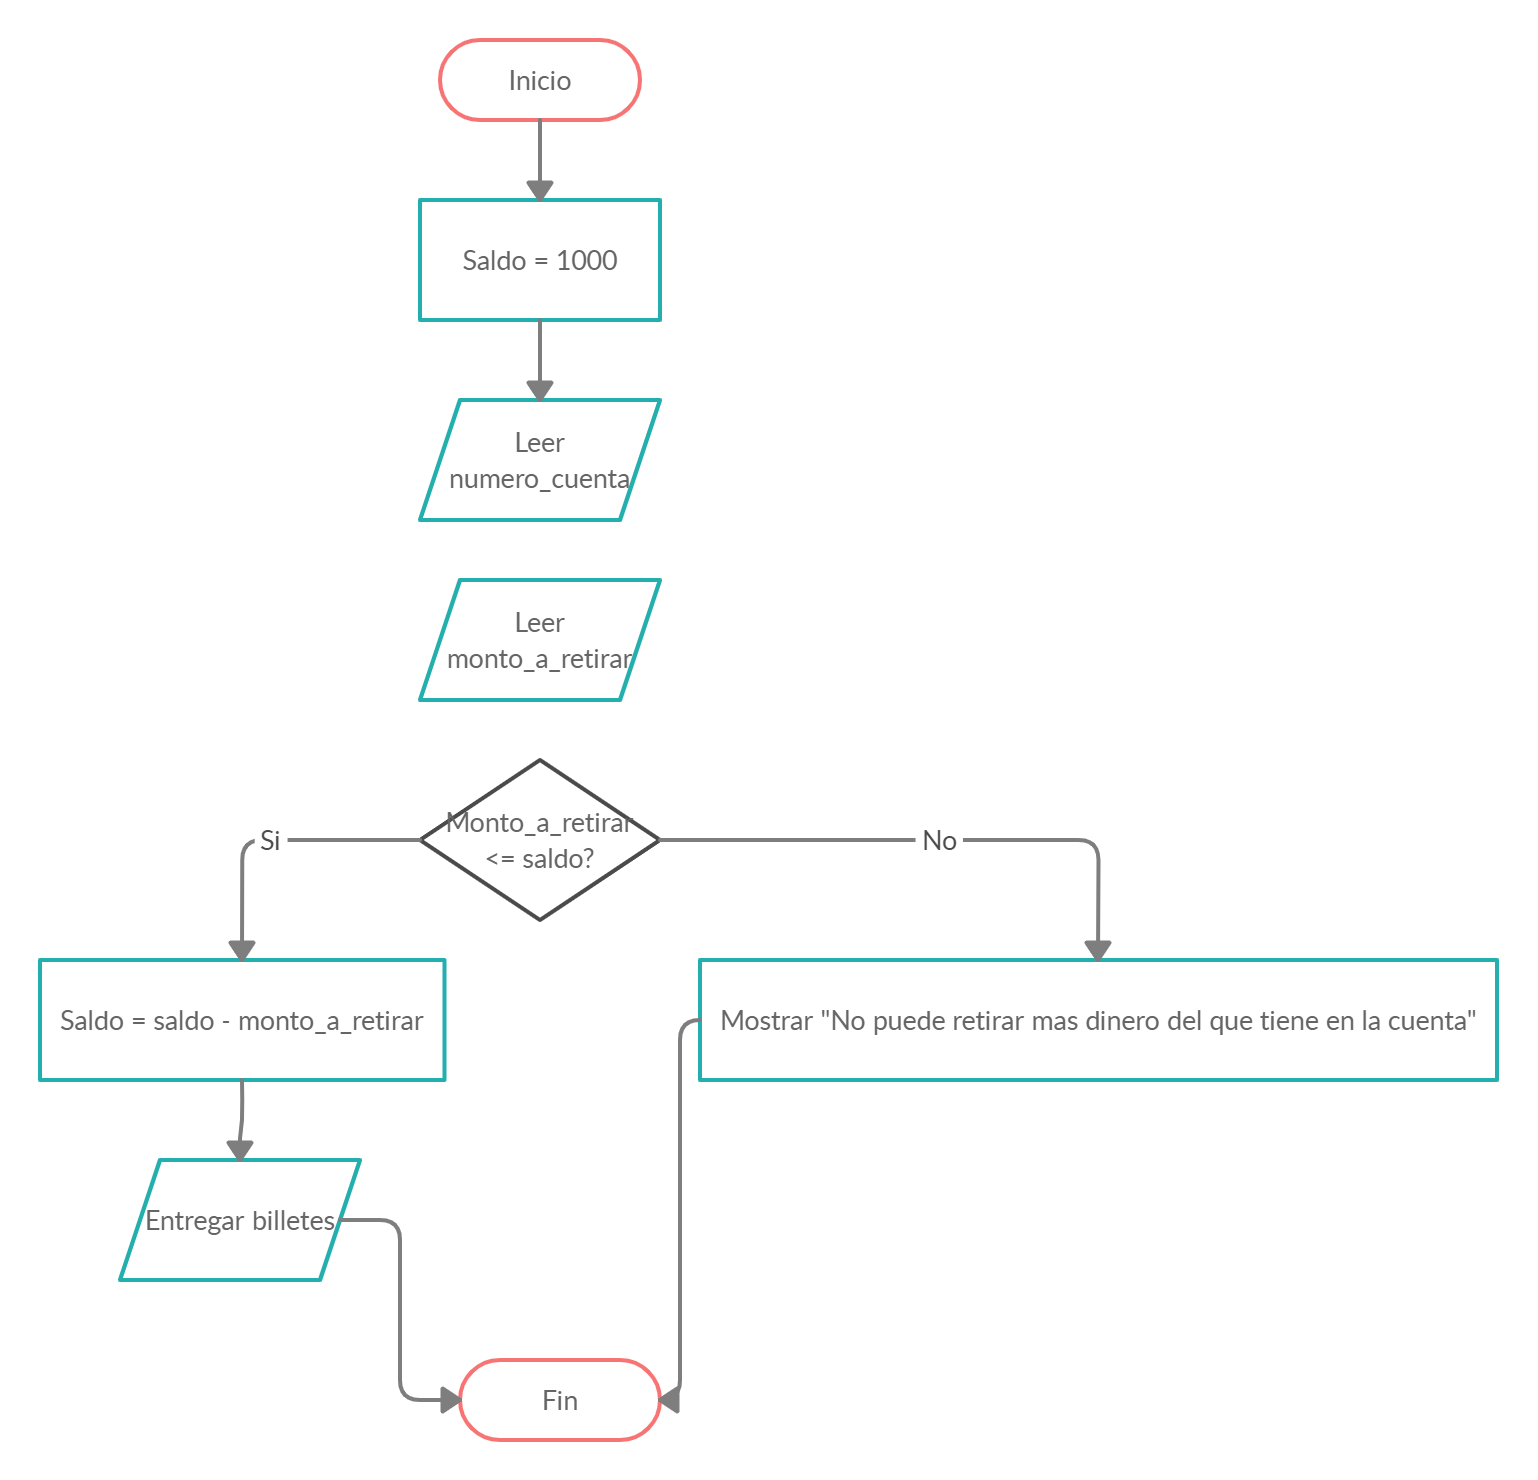 Inicio
Saldo = 1000
Leer
numero_cuenta
Leer
monto_a_retirar
Monto_a_retirar
<= saldo?
Si
No
Saldo = saldo - monto_a_retirar
Mostrar "No puede retirar mas dinero del que tiene en la cuenta"
Entregar billetes
Fin